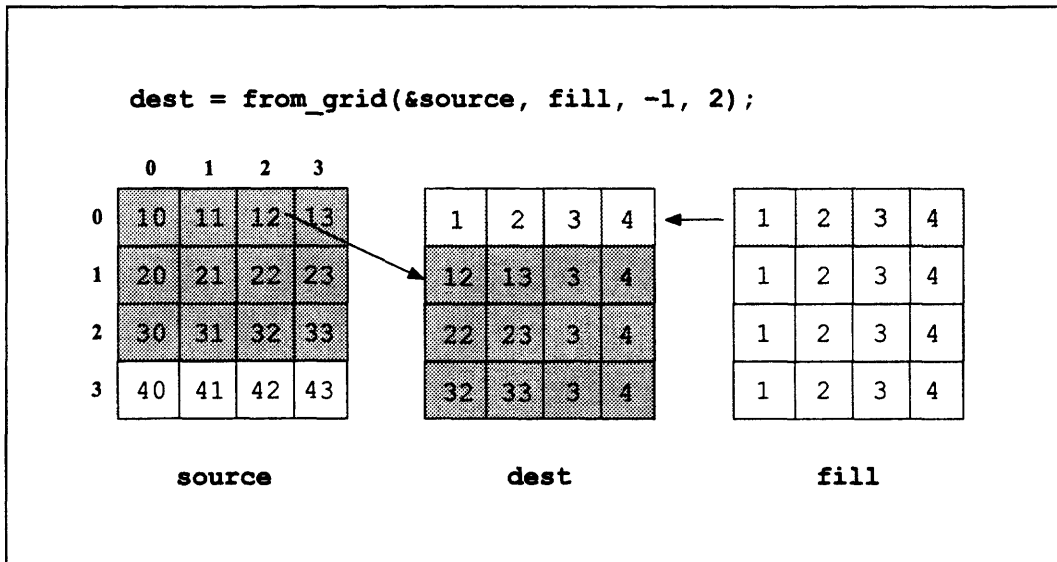 dest = from_grid(&source, fill, -1, 2);
0 1 2 3
0 10 11 12 13 1 2 3 4 1 2 3 4
1 20 21 22 23 12 13 3 4 1 2 3 4
2 30 31 32 33 22 23 3 4 1 2 3 4
3 40 41 42 43 32 33 3 4 1 2 3 4
source dest fill